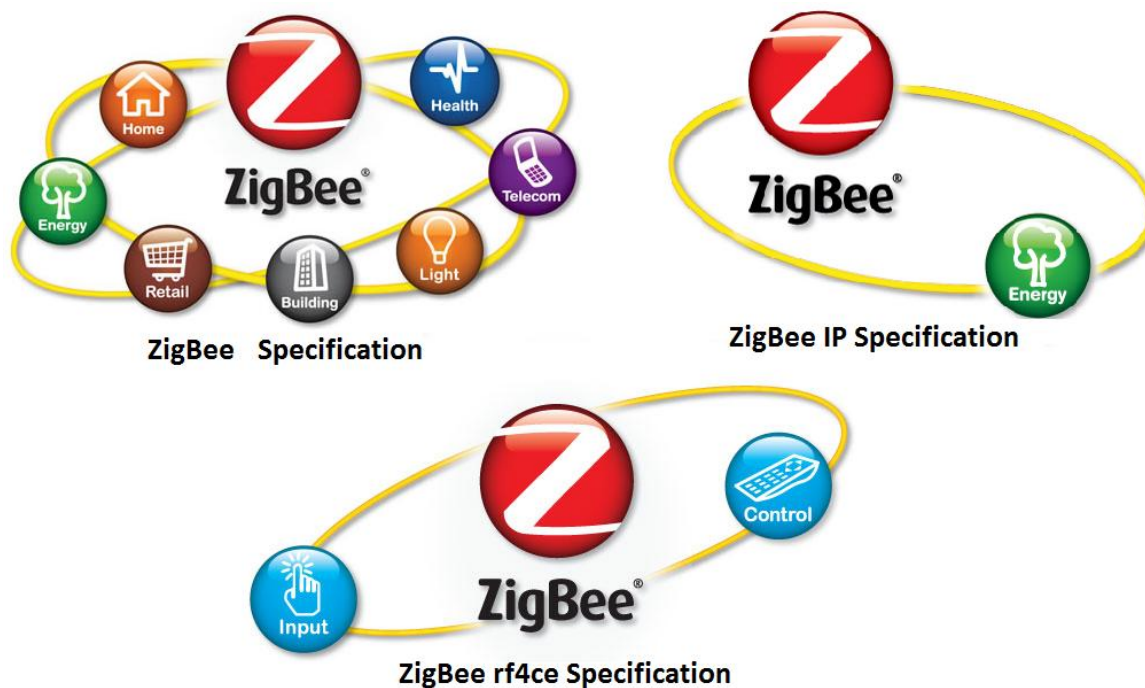 Home
Health
ZigBee®
Energy
Telecom
Retail
Building
Light
ZigBee Specification
ZigBee®
Energy
ZigBee IP Specification
Control
Input
ZigBee®
ZigBee rf4ce Specification